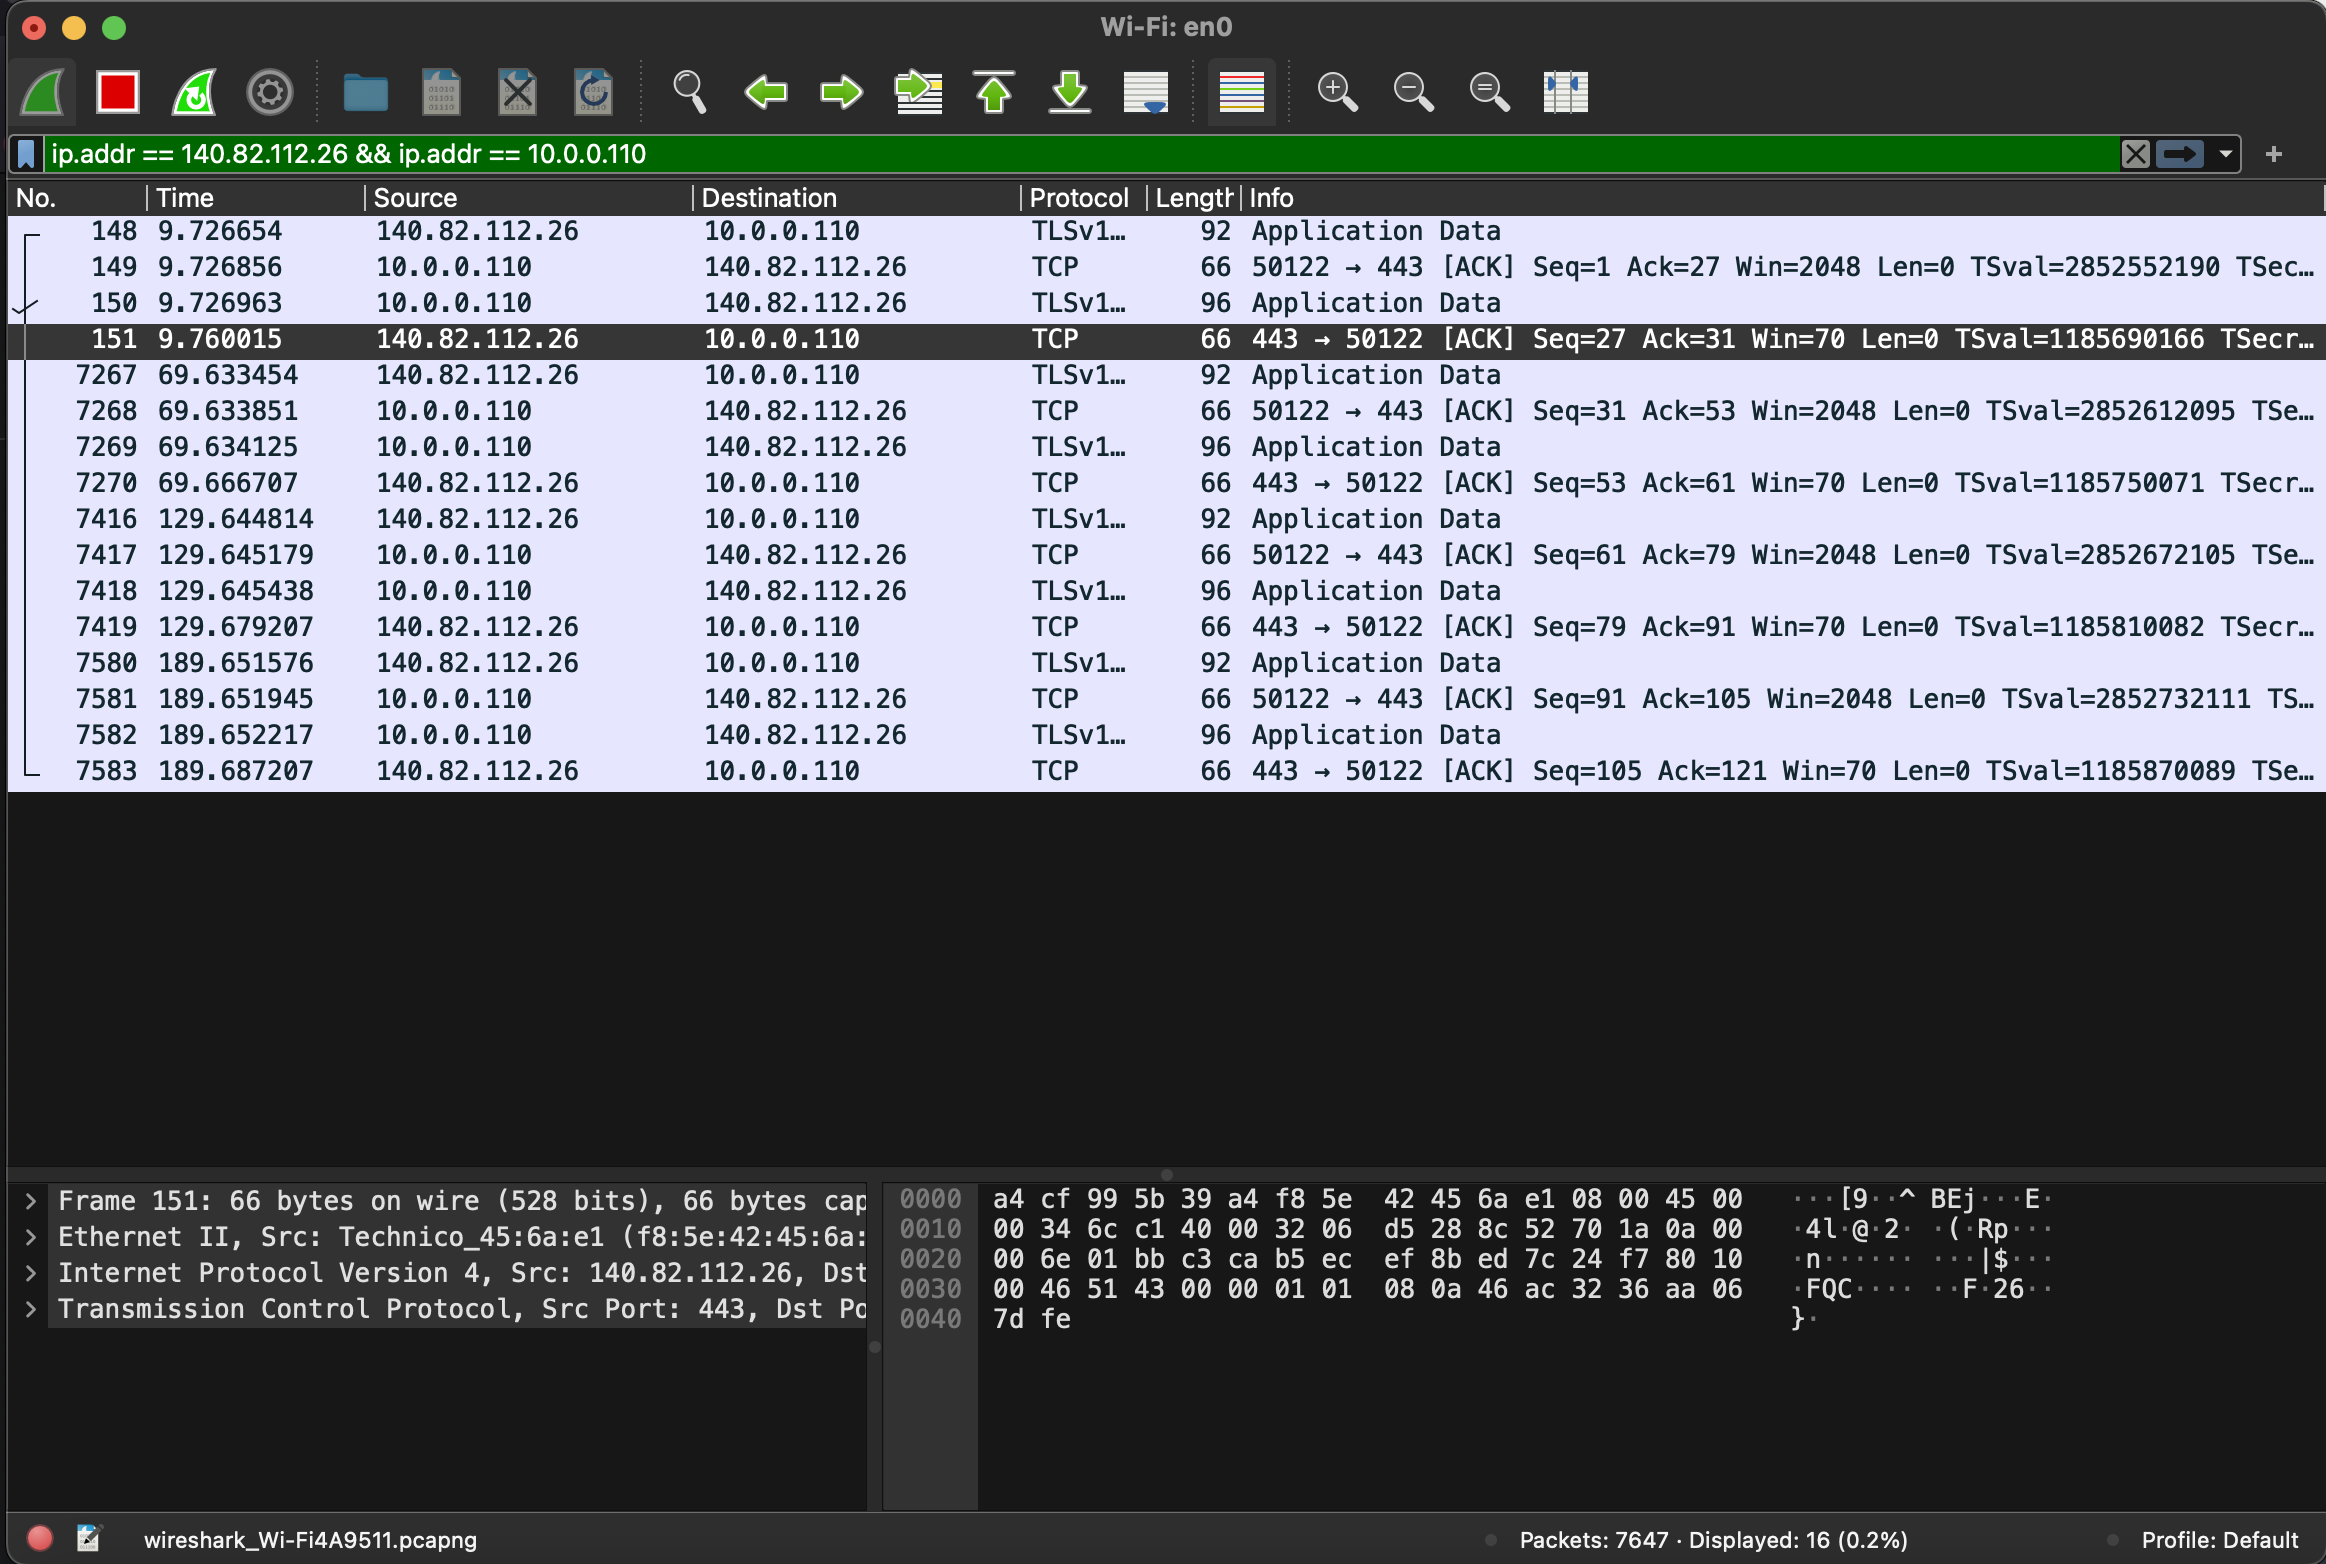 Wi-Fi: en0
ip.addr == 140.82.112.26 && ip.addr == 10.0.0.110
No. Time Source Destination Protocol Length Info
148 9.726654 140.82.112.26 10.0.0.110 TLSv1… 92 Application Data
149 9.726856 10.0.0.110 140.82.112.26 TCP 66 50122 → 443 [ACK] Seq=1 Ack=27 Win=2048 Len=0 TSval=2852552190 TSec…
150 9.726963 10.0.0.110 140.82.112.26 TLSv1… 96 Application Data
151 9.760015 140.82.112.26 10.0.0.110 TCP 66 443 → 50122 [ACK] Seq=27 Ack=31 Win=70 Len=0 TSval=1185690166 TSecr…
7267 69.633454 140.82.112.26 10.0.0.110 TLSv1… 92 Application Data
7268 69.633851 10.0.0.110 140.82.112.26 TCP 66 50122 → 443 [ACK] Seq=31 Ack=53 Win=2048 Len=0 TSval=2852612095 TSe…
7269 69.634125 10.0.0.110 140.82.112.26 TLSv1… 96 Application Data
7270 69.666707 140.82.112.26 10.0.0.110 TCP 66 443 → 50122 [ACK] Seq=53 Ack=61 Win=70 Len=0 TSval=1185750071 TSecr…
7416 129.644814 140.82.112.26 10.0.0.110 TLSv1… 92 Application Data
7417 129.645179 10.0.0.110 140.82.112.26 TCP 66 50122 → 443 [ACK] Seq=61 Ack=79 Win=2048 Len=0 TSval=2852672105 TSe…
7418 129.645438 10.0.0.110 140.82.112.26 TLSv1… 96 Application Data
7419 129.679207 140.82.112.26 10.0.0.110 TCP 66 443 → 50122 [ACK] Seq=79 Ack=91 Win=70 Len=0 TSval=1185810082 TSecr…
7580 189.651576 140.82.112.26 10.0.0.110 TLSv1… 92 Application Data
7581 189.651945 10.0.0.110 140.82.112.26 TCP 66 50122 → 443 [ACK] Seq=91 Ack=105 Win=2048 Len=0 TSval=2852732111 TS…
7582 189.652217 10.0.0.110 140.82.112.26 TLSv1… 96 Application Data
7583 189.687207 140.82.112.26 10.0.0.110 TCP 66 443 → 50122 [ACK] Seq=105 Ack=121 Win=70 Len=0 TSval=1185870089 TSe…
Frame 151: 66 bytes on wire (528 bits), 66 bytes cap
Ethernet II, Src: Technico_45:6a:e1 (f8:5e:42:45:6a:
Internet Protocol Version 4, Src: 140.82.112.26, Dst
Transmission Control Protocol, Src Port: 443, Dst Po
0000 a4 cf 99 5b 39 a4 f8 5e 42 45 6a e1 08 00 45 00 ···[9··^ BEj···E·
0010 00 34 6c c1 40 00 32 06 d5 28 8c 52 70 1a 0a 00 ·4l·@·2· ·(·Rp···
0020 00 6e 01 bb c3 ca b5 ec ef 8b ed 7c 24 f7 80 10 ·n······ ···|$···
0030 00 46 51 43 00 00 01 01 08 0a 46 ac 32 36 aa 06 ·FQC···· ··F·26··
0040 7d fe }·
wireshark_Wi-Fi4A9511.pcapng
Packets: 7647 · Displayed: 16 (0.2%)
Profile: Default